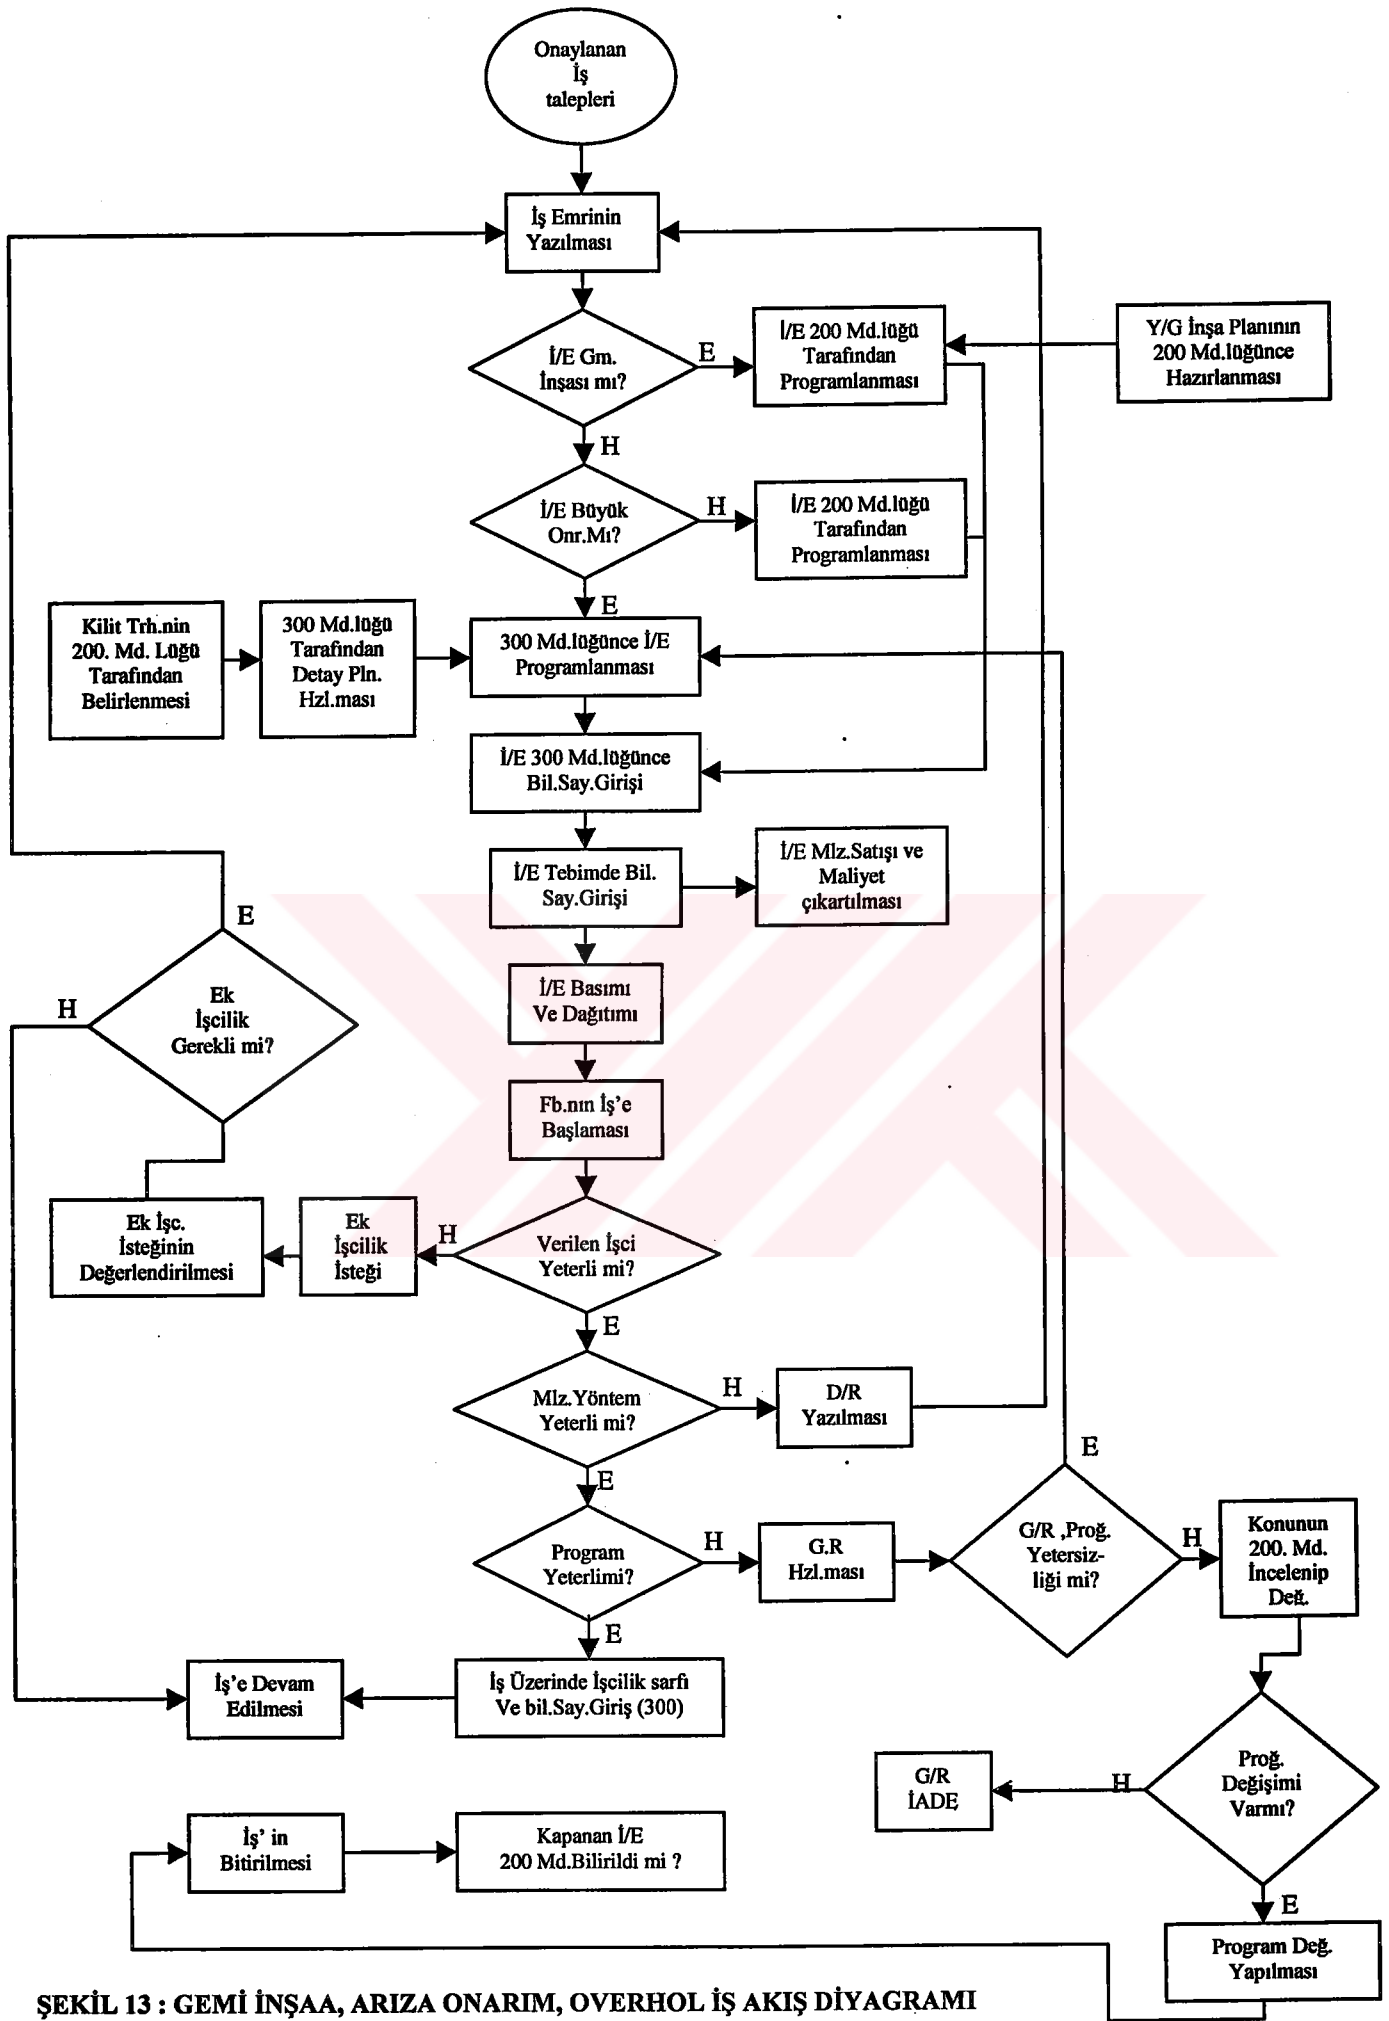 Onaylanan
İş
talepleri
İş Emrinin
Yazılması
İ/E Gm.
İnşası mı?
E
İ/E 200 Md.lüğü
Tarafından
Programlanması
Y/G İnşa Planının
200 Md.lüğünce
Hazırlanması
H
İ/E Büyük
Onr.Mı?
H
İ/E 200 Md.lüğü
Tarafından
Programlanması
E
Kilit Trh.nin
200. Md. Lüğü
Tarafından
Belirlenmesi
300 Md.lüğü
Tarafından
Detay Pln.
Hzl.ması
300 Md.lüğünce İ/E
Programlanması
İ/E 300 Md.lüğünce
Bil.Say.Girişi
İ/E Tebimde Bil.
Say.Girişi
İ/E Mlz.Satışı ve
Maliyet
çıkartılması
E
Ek
İşcilik
Gerekli mi?
H
İ/E Basımı
Ve Dağıtımı
Fb.nın İş'e
Başlaması
Ek İşc.
İsteğinin
Değerlendirilmesi
Ek
İşcilik
İsteği
H
Verilen İşci
Yeterli mi?
E
Mlz.Yöntem
Yeterli mi?
H
D/R
Yazılması
E
Program
Yeterlimi?
H
G.R
Hzl.ması
E
G/R ,Proğ.
Yetersiz-
liği mi?
H
Konunun
200. Md.
İncelenip
Değ.
E
İş'e Devam
Edilmesi
İş Üzerinde İşcilik sarfı
Ve bil.Say.Giriş (300)
G/R
İADE
H
Proğ.
Değişimi
Varmı?
İş' in
Bitirilmesi
Kapanan İ/E
200 Md.Bilirildi mi ?
E
Program Değ.
Yapılması
ŞEKİL 13 : GEMİ İNŞAA, ARIZA ONARIM, OVERHOL İŞ AKIŞ DİYAGRAMI